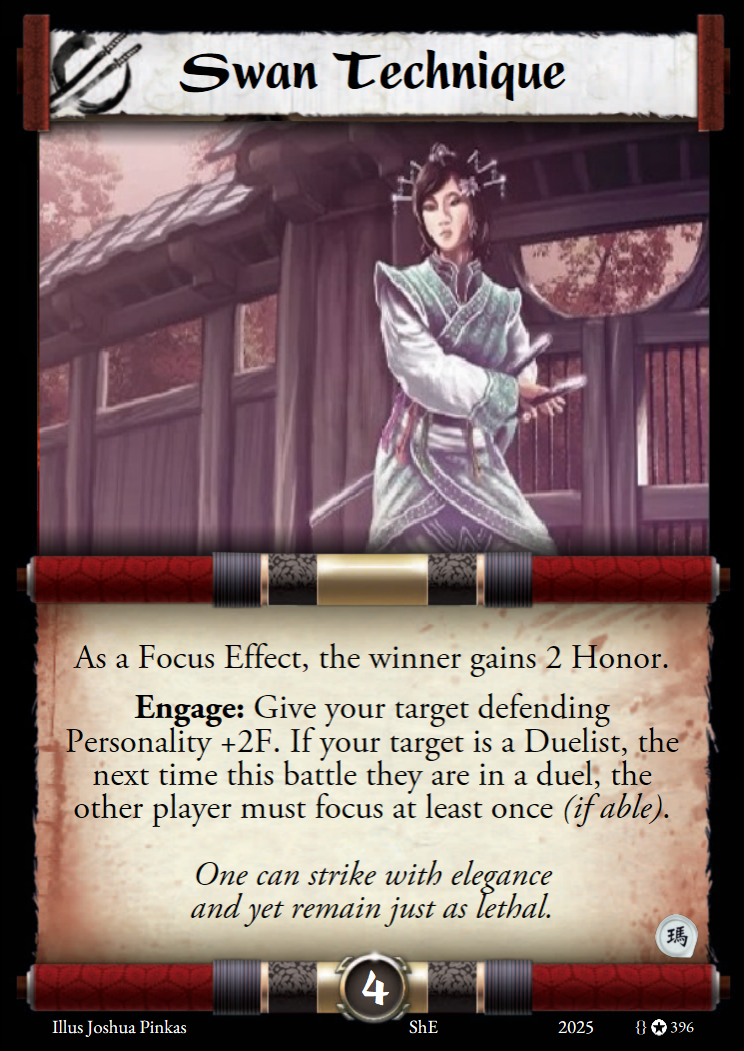 Swan Technique
As a Focus Effect, the winner gains 2 Honor.
Engage: Give your target defending
Personality +2F. If your target is a Duelist, the
next time this battle they are in a duel, the
other player must focus at least once (if able).
One can strike with elegance
and yet remain just as lethal.
瑪
4
Illus Joshua Pinkas ShE 2025 {} 396